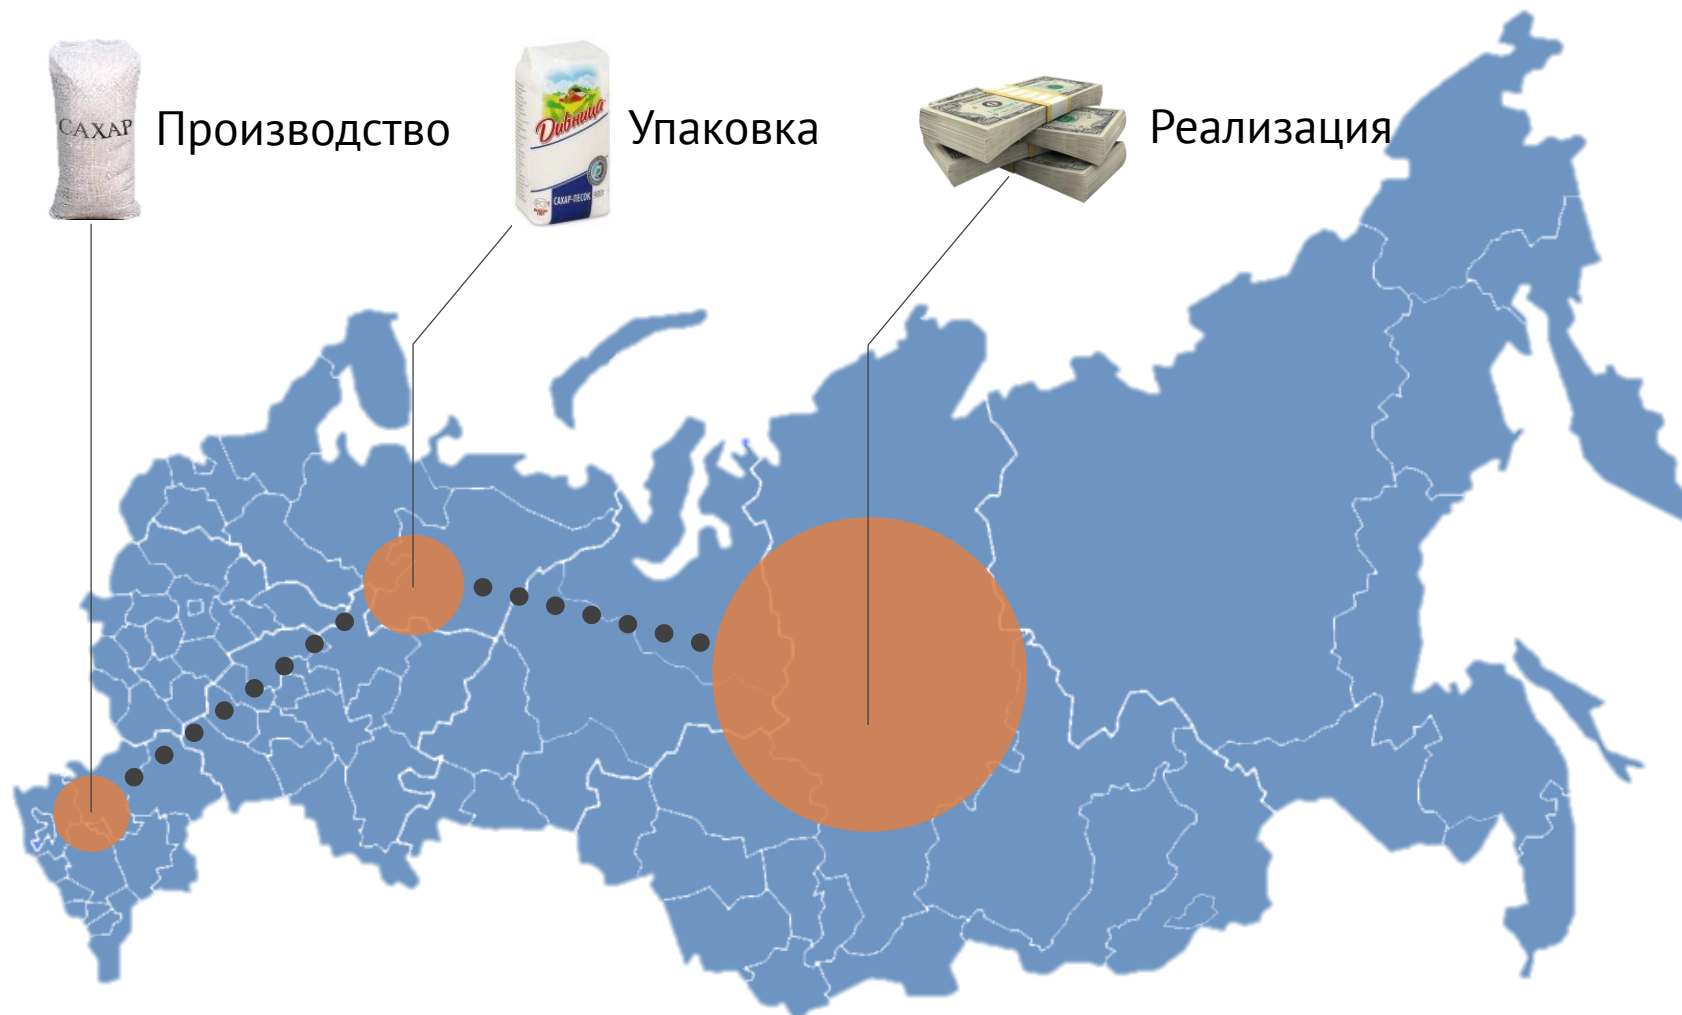 САХАР
Производство
Дивница
САХАР-ПЕСОК
Упаковка
Реализация